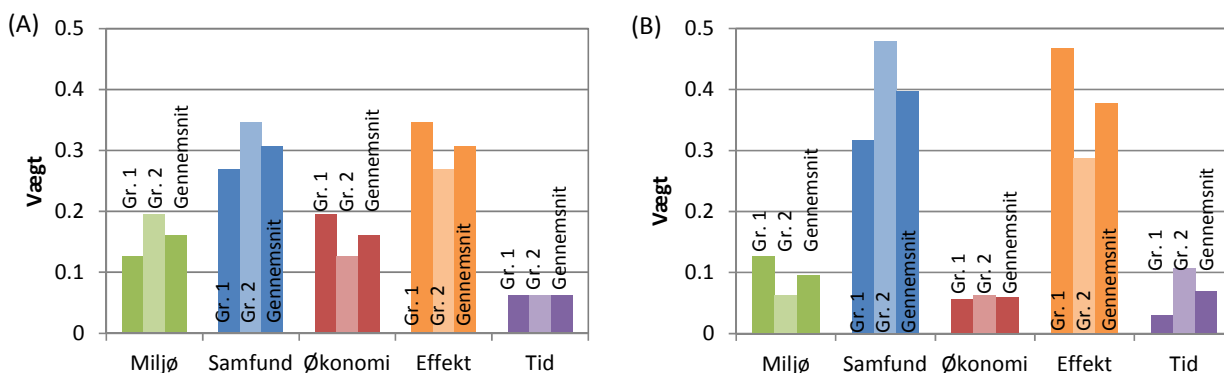 (A)
Vægt
0.5
0.4
0.3
0.2
0.1
0
Gr. 1
Gr. 2
Gennemsnit
Gr. 1
Gr. 2
Gennemsnit
Gr. 1
Gr. 2
Gennemsnit
Gr. 1
Gr. 2
Gennemsnit
Gr. 1
Gr. 2
Gennemsnit
Miljø Samfund Økonomi Effekt Tid
(B)
Vægt
0.5
0.4
0.3
0.2
0.1
0
Gr. 1
Gr. 2
Gennemsnit
Gr. 1
Gr. 2
Gennemsnit
Gr. 1
Gr. 2
Gennemsnit
Gr. 1
Gr. 2
Gennemsnit
Gr. 1
Gr. 2
Gennemsnit
Miljø Samfund Økonomi Effekt Tid